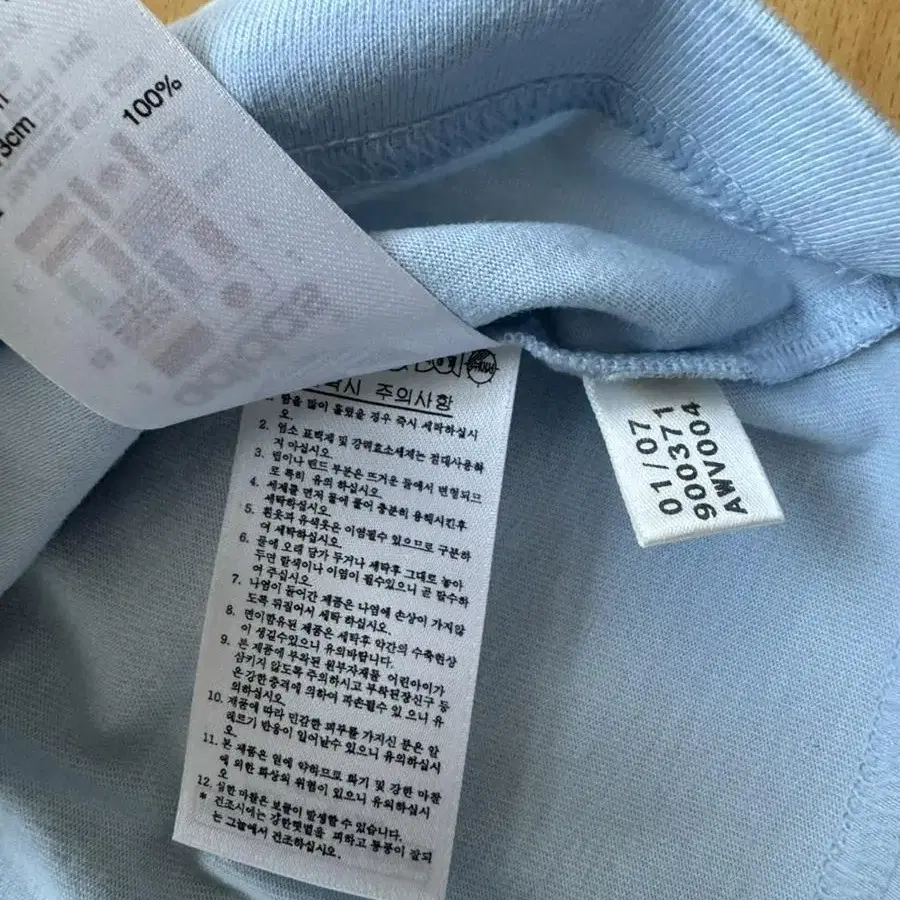 100%
3cm
주의사항
1. 땀을 많이 흘렸을 경우 즉시 세탁하십시
오.
2. 염소 표백제 및 강력효소세제는 절대사용하
지 마십시오.
3. 밑이나 밴드 부분은 뜨거운 물에서 변형되므
로 특히 유의 하십시오.
4. 세제를 먼저 물에 풀어 충분히 용해시킨후
세탁하십시오.
5. 흰옷과 유색옷은 이염될수 있으므로 구분하
여 세탁하십시오.
6. 물에 오래 담가 두거나 세탁후 그대로 놓아
두면 탈색이나 이염이 될수있으니 곧 탈수하
여 주십시오.
7. 나염이 들어간 제품은 나염에 손상이 가지않
도록 뒤집어서 세탁 하십시오.
8. 면이함유된 제품은 세탁후 약간의 수축현상
이 생길수있으니 유의바랍니다.
9. 본 제품에 부착된 원부자재를 어린아이가
삼키지 않도록 주의하시고 부착된장신구 등
은강한충격에 의하여 파손될수 있 으니 유
의하십시오.
10. 제품에 따라 민감한 피부를 가지신 분은 알
레르기 반응이 일어날수 있으니 유의하십시
오.
11. 본 제품은 열에 약하므로 화기 및 강한 마찰
에 의한 화상의 위험이 있으니 유의하십시
오
12. 심한 마찰은 보풀이 발생할 수 있습니다.
* 건조시에는 강한햇볕을 피하고 통풍이 잘되
는 그늘에서 건조하십시오.
01/07
900371
AWV004